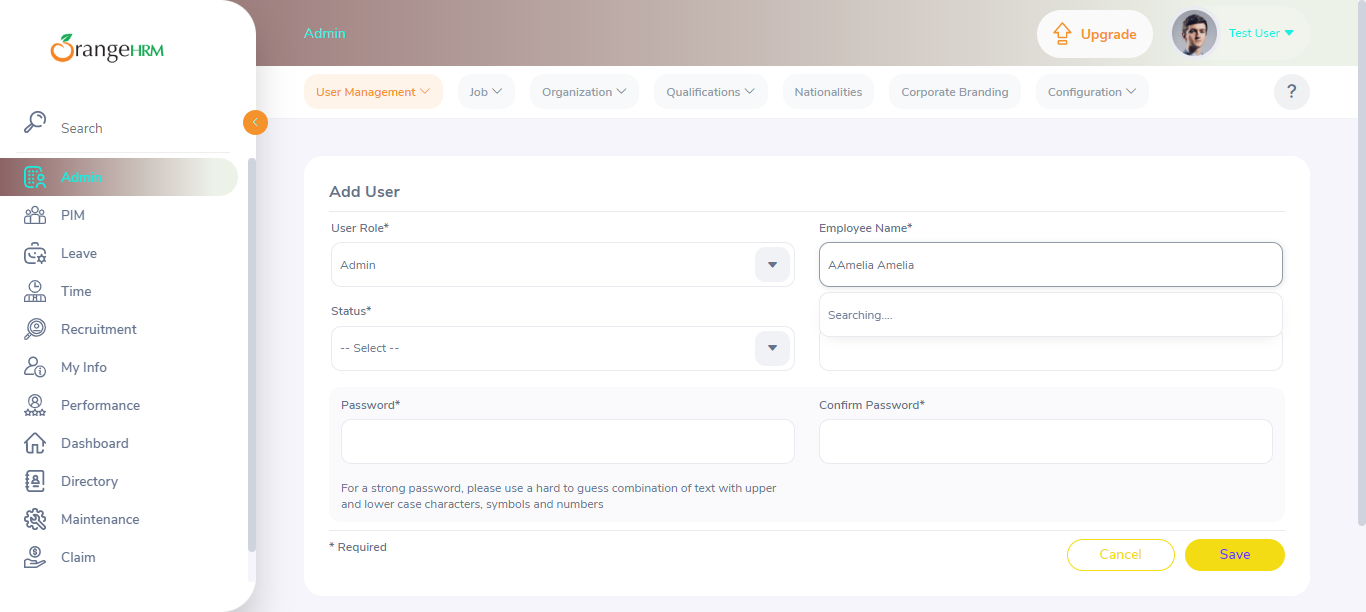 OrangeHRM
Search
Admin
PIM
Leave
Time
Recruitment
My Info
Performance
Dashboard
Directory
Maintenance
Claim
Admin
Upgrade
Test User
User Management
Job
Organization
Qualifications
Nationalities
Corporate Branding
Configuration
?
Add User
User Role*
Employee Name*
Admin
AAmelia Amelia
Status*
Searching....
-- Select --
Password*
Confirm Password*
For a strong password, please use a hard to guess combination of text with upper
and lower case characters, symbols and numbers
* Required
Cancel
Save